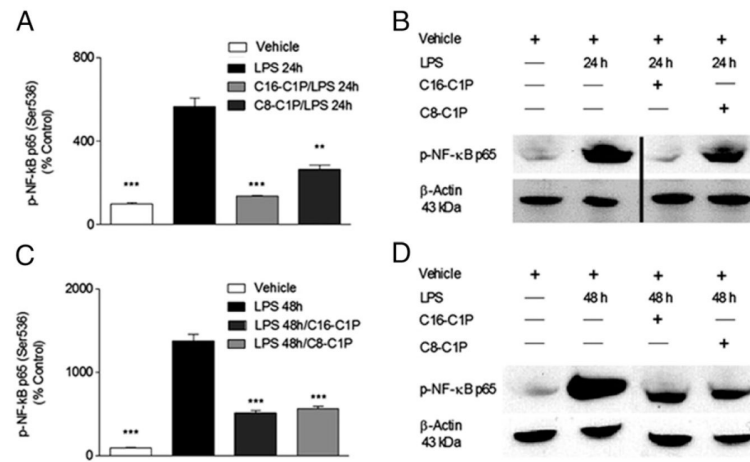 A
p-NF-kB p65 (Ser536)
(% Control)
800
400
0
***
***
**
Vehicle
LPS 24h
C16-C1P/LPS 24h
C8-C1P/LPS 24h
B
Vehicle + + + +
LPS — 24 h 24 h 24 h
C16-C1P — — + —
C8-C1P — — — +
p-NF-κB p65
β-Actin
43 kDa
C
p-NF-kB p65 (Ser536)
(% Control)
2000
1000
500
0
***
***
***
Vehicle
LPS 48h
LPS 48h/C16-C1P
LPS 48h/C8-C1P
D
Vehicle + + + +
LPS — 48 h 48 h 48 h
C16-C1P — — + —
C8-C1P — — — +
p-NF-κB p65
β-Actin
43 kDa